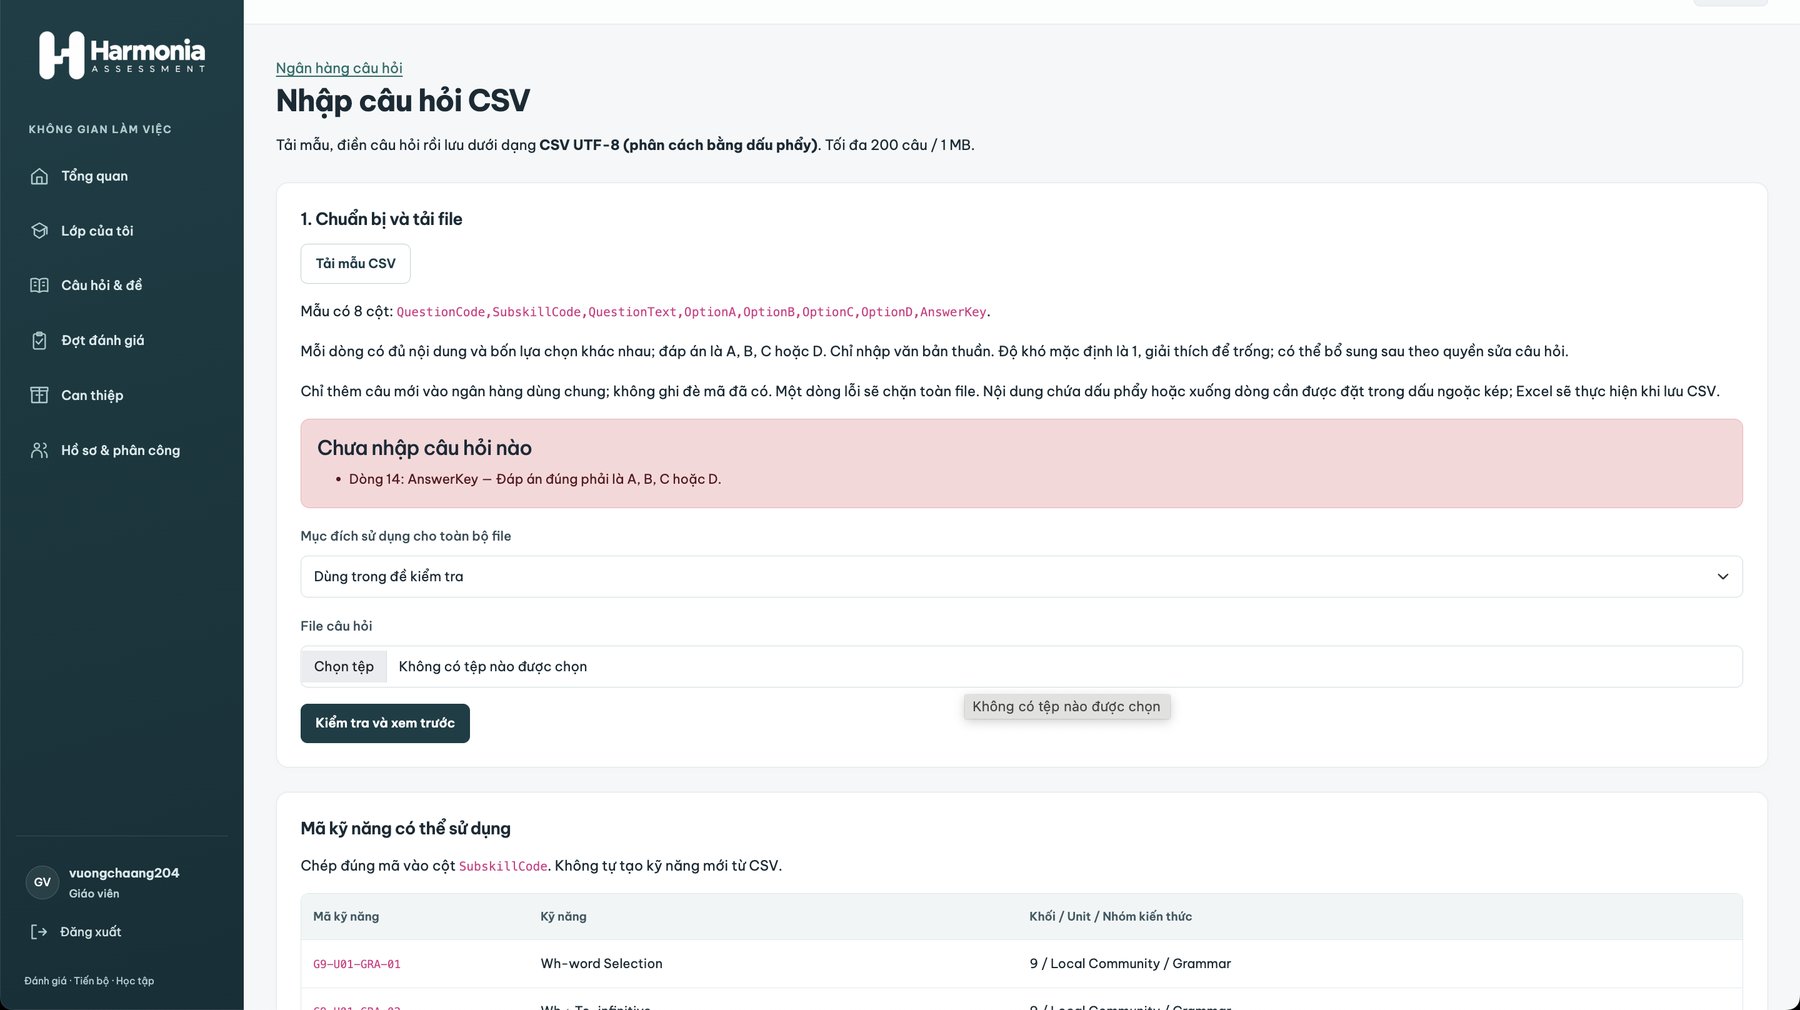 Harmonia
ASSESSMENT
KHÔNG GIAN LÀM VIỆC
Tổng quan
Lớp của tôi
Câu hỏi & đề
Đợt đánh giá
Can thiệp
Hồ sơ & phân công
GV
vuongchaang204
Giáo viên
Đăng xuất
Đánh giá · Tiến bộ · Học tập
Ngân hàng câu hỏi
Nhập câu hỏi CSV
Tải mẫu, điền câu hỏi rồi lưu dưới dạng CSV UTF-8 (phân cách bằng dấu phẩy). Tối đa 200 câu / 1 MB.
1. Chuẩn bị và tải file
Tải mẫu CSV
Mẫu có 8 cột: QuestionCode,SubskillCode,QuestionText,OptionA,OptionB,OptionC,OptionD,AnswerKey.
Mỗi dòng có đủ nội dung và bốn lựa chọn khác nhau; đáp án là A, B, C hoặc D. Chỉ nhập văn bản thuần. Độ khó mặc định là 1, giải thích để trống; có thể bổ sung sau theo quyền sửa câu hỏi.
Chỉ thêm câu mới vào ngân hàng dùng chung; không ghi đè mã đã có. Một dòng lỗi sẽ chặn toàn file. Nội dung chứa dấu phẩy hoặc xuống dòng cần được đặt trong dấu ngoặc kép; Excel sẽ thực hiện khi lưu CSV.
Chưa nhập câu hỏi nào
• Dòng 14: AnswerKey — Đáp án đúng phải là A, B, C hoặc D.
Mục đích sử dụng cho toàn bộ file
Dùng trong đề kiểm tra
File câu hỏi
Chọn tệp Không có tệp nào được chọn
Không có tệp nào được chọn
Kiểm tra và xem trước
Mã kỹ năng có thể sử dụng
Chép đúng mã vào cột SubskillCode. Không tự tạo kỹ năng mới từ CSV.
Mã kỹ năng Kỹ năng Khối / Unit / Nhóm kiến thức
G9-U01-GRA-01 Wh-word Selection 9 / Local Community / Grammar